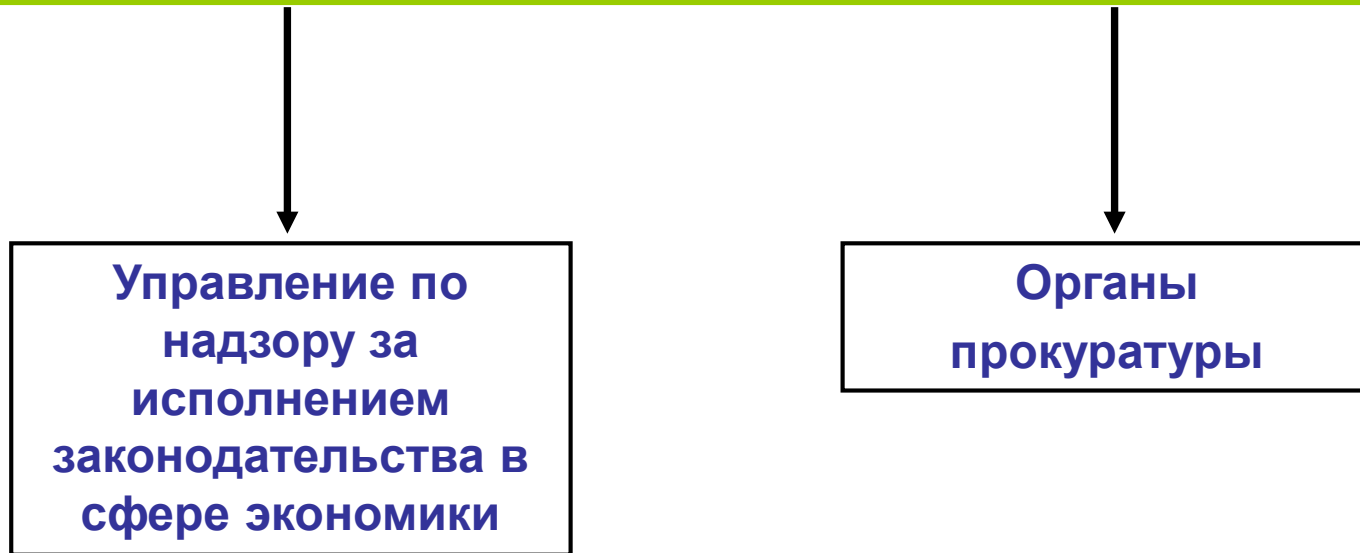 Управление по
надзору за
исполнением
законодательства в
сфере экономики
Органы
прокуратуры